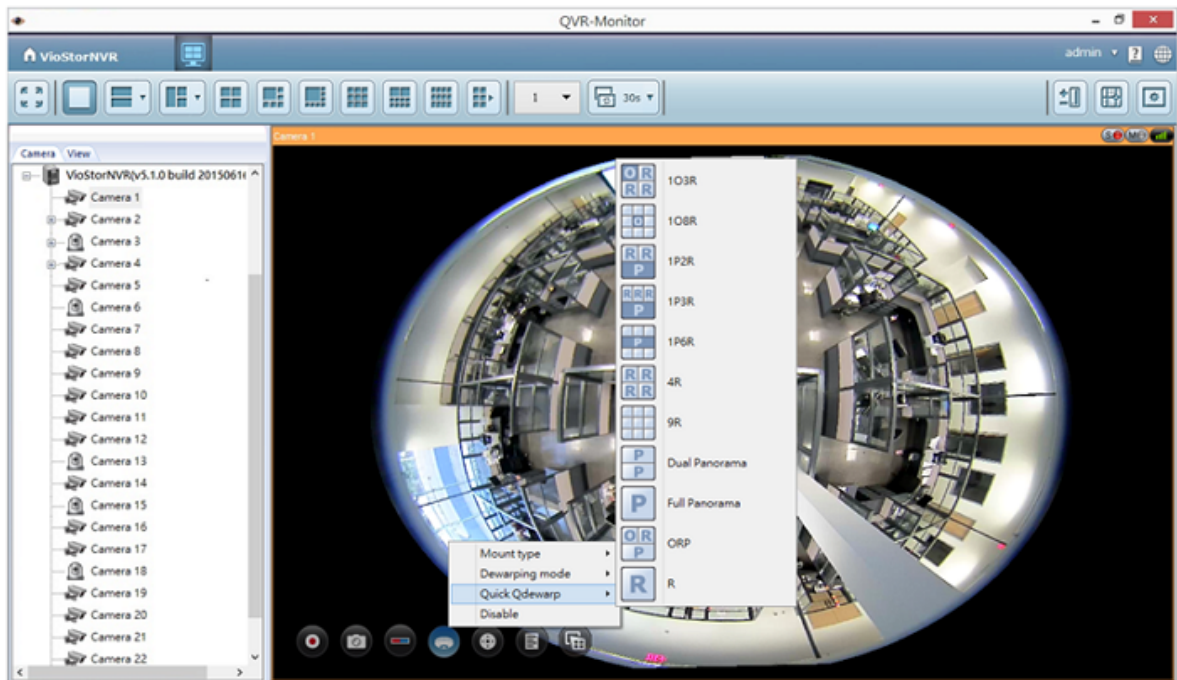 QVR-Monitor
VioStorNVR
admin
1
30s
Camera View
Camera 1
VioStorNVR(v5.1.0 build 2015061
Camera 1
Camera 2
Camera 3
Camera 4
Camera 5
Camera 6
Camera 7
Camera 8
Camera 9
Camera 10
Camera 11
Camera 12
Camera 13
Camera 14
Camera 15
Camera 16
Camera 17
Camera 18
Camera 19
Camera 20
Camera 21
Camera 22
O R
R R
1O3R
O
1O8R
R R
P
1P2R
R R R
P
1P3R
P
1P6R
R R
R R
4R
9R
P
P
Dual Panorama
P
Full Panorama
O R
P
ORP
R
R
Mount type
Dewarping mode
Quick Qdewarp
Disable